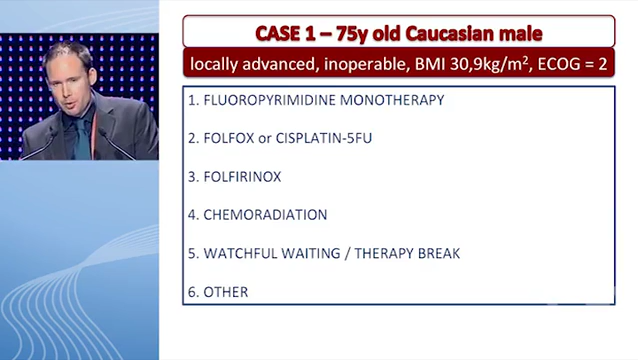 CASE 1 – 75y old Caucasian male
locally advanced, inoperable, BMI 30,9kg/m², ECOG = 2
1. FLUOROPYRIMIDINE MONOTHERAPY
2. FOLFOX or CISPLATIN-5FU
3. FOLFIRINOX
4. CHEMORADIATION
5. WATCHFUL WAITING / THERAPY BREAK
6. OTHER